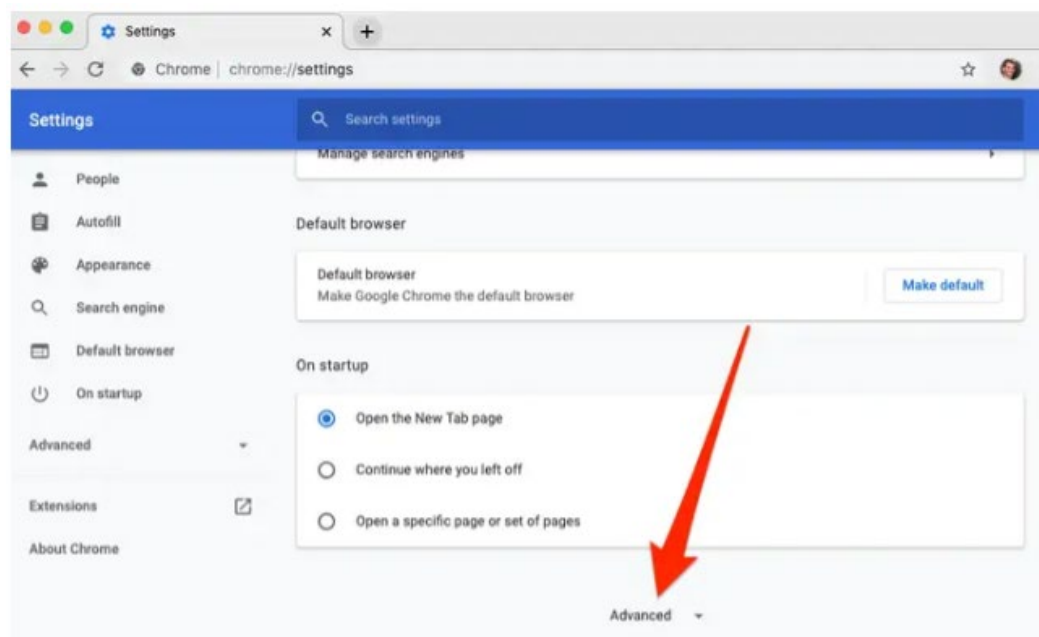 Settings
Chrome | chrome://settings
Settings
Search settings
Manage search engines
People
Autofill
Appearance
Search engine
Default browser
On startup
Advanced
Extensions
About Chrome
Default browser
Default browser
Make Google Chrome the default browser
Make default
On startup
Open the New Tab page
Continue where you left off
Open a specific page or set of pages
Advanced